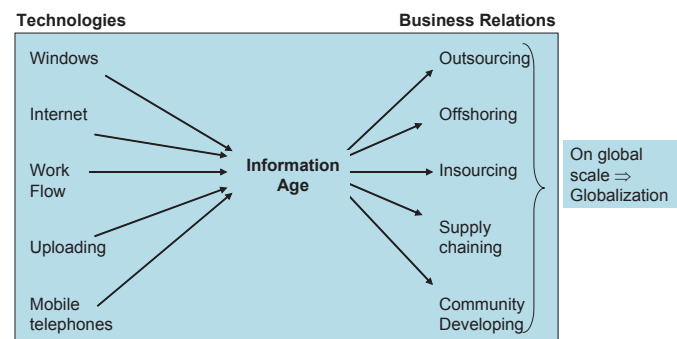 Technologies
Business Relations
Windows
Internet
Work
Flow
Uploading
Mobile
telephones
Information
Age
Outsourcing
Offshoring
Insourcing
Supply
chaining
Community
Developing
On global
scale ⇒
Globalization